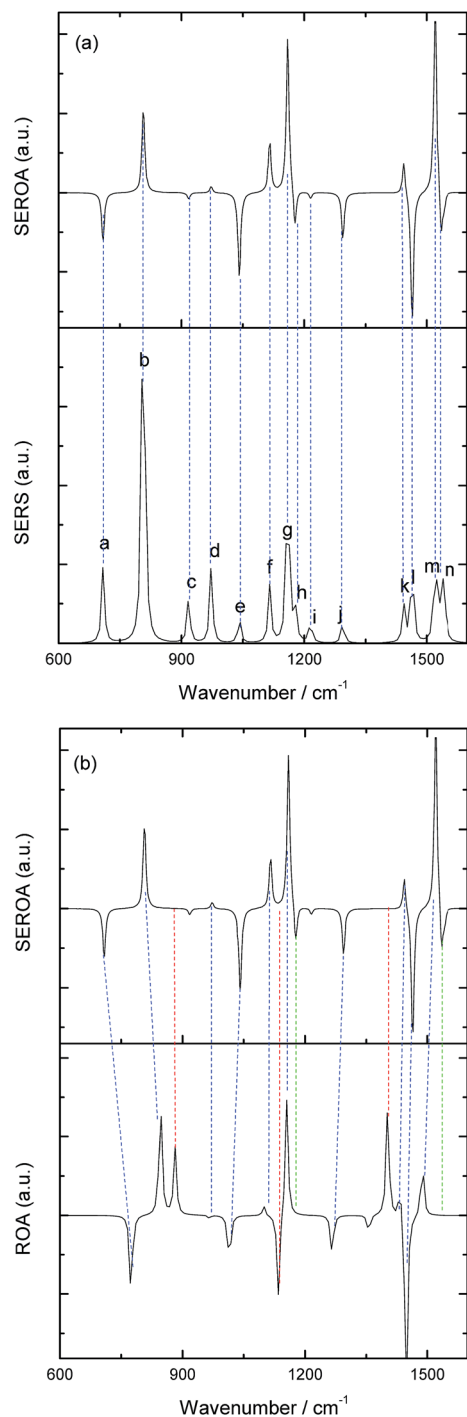 (a)
SEROA (a.u.)
SERS (a.u.)
a
b
c
d
e
f
g
h
i
j
k
l
m
n
600 900 1200 1500
Wavenumber / cm⁻¹
(b)
SEROA (a.u.)
ROA (a.u.)
600 900 1200 1500
Wavenumber / cm⁻¹